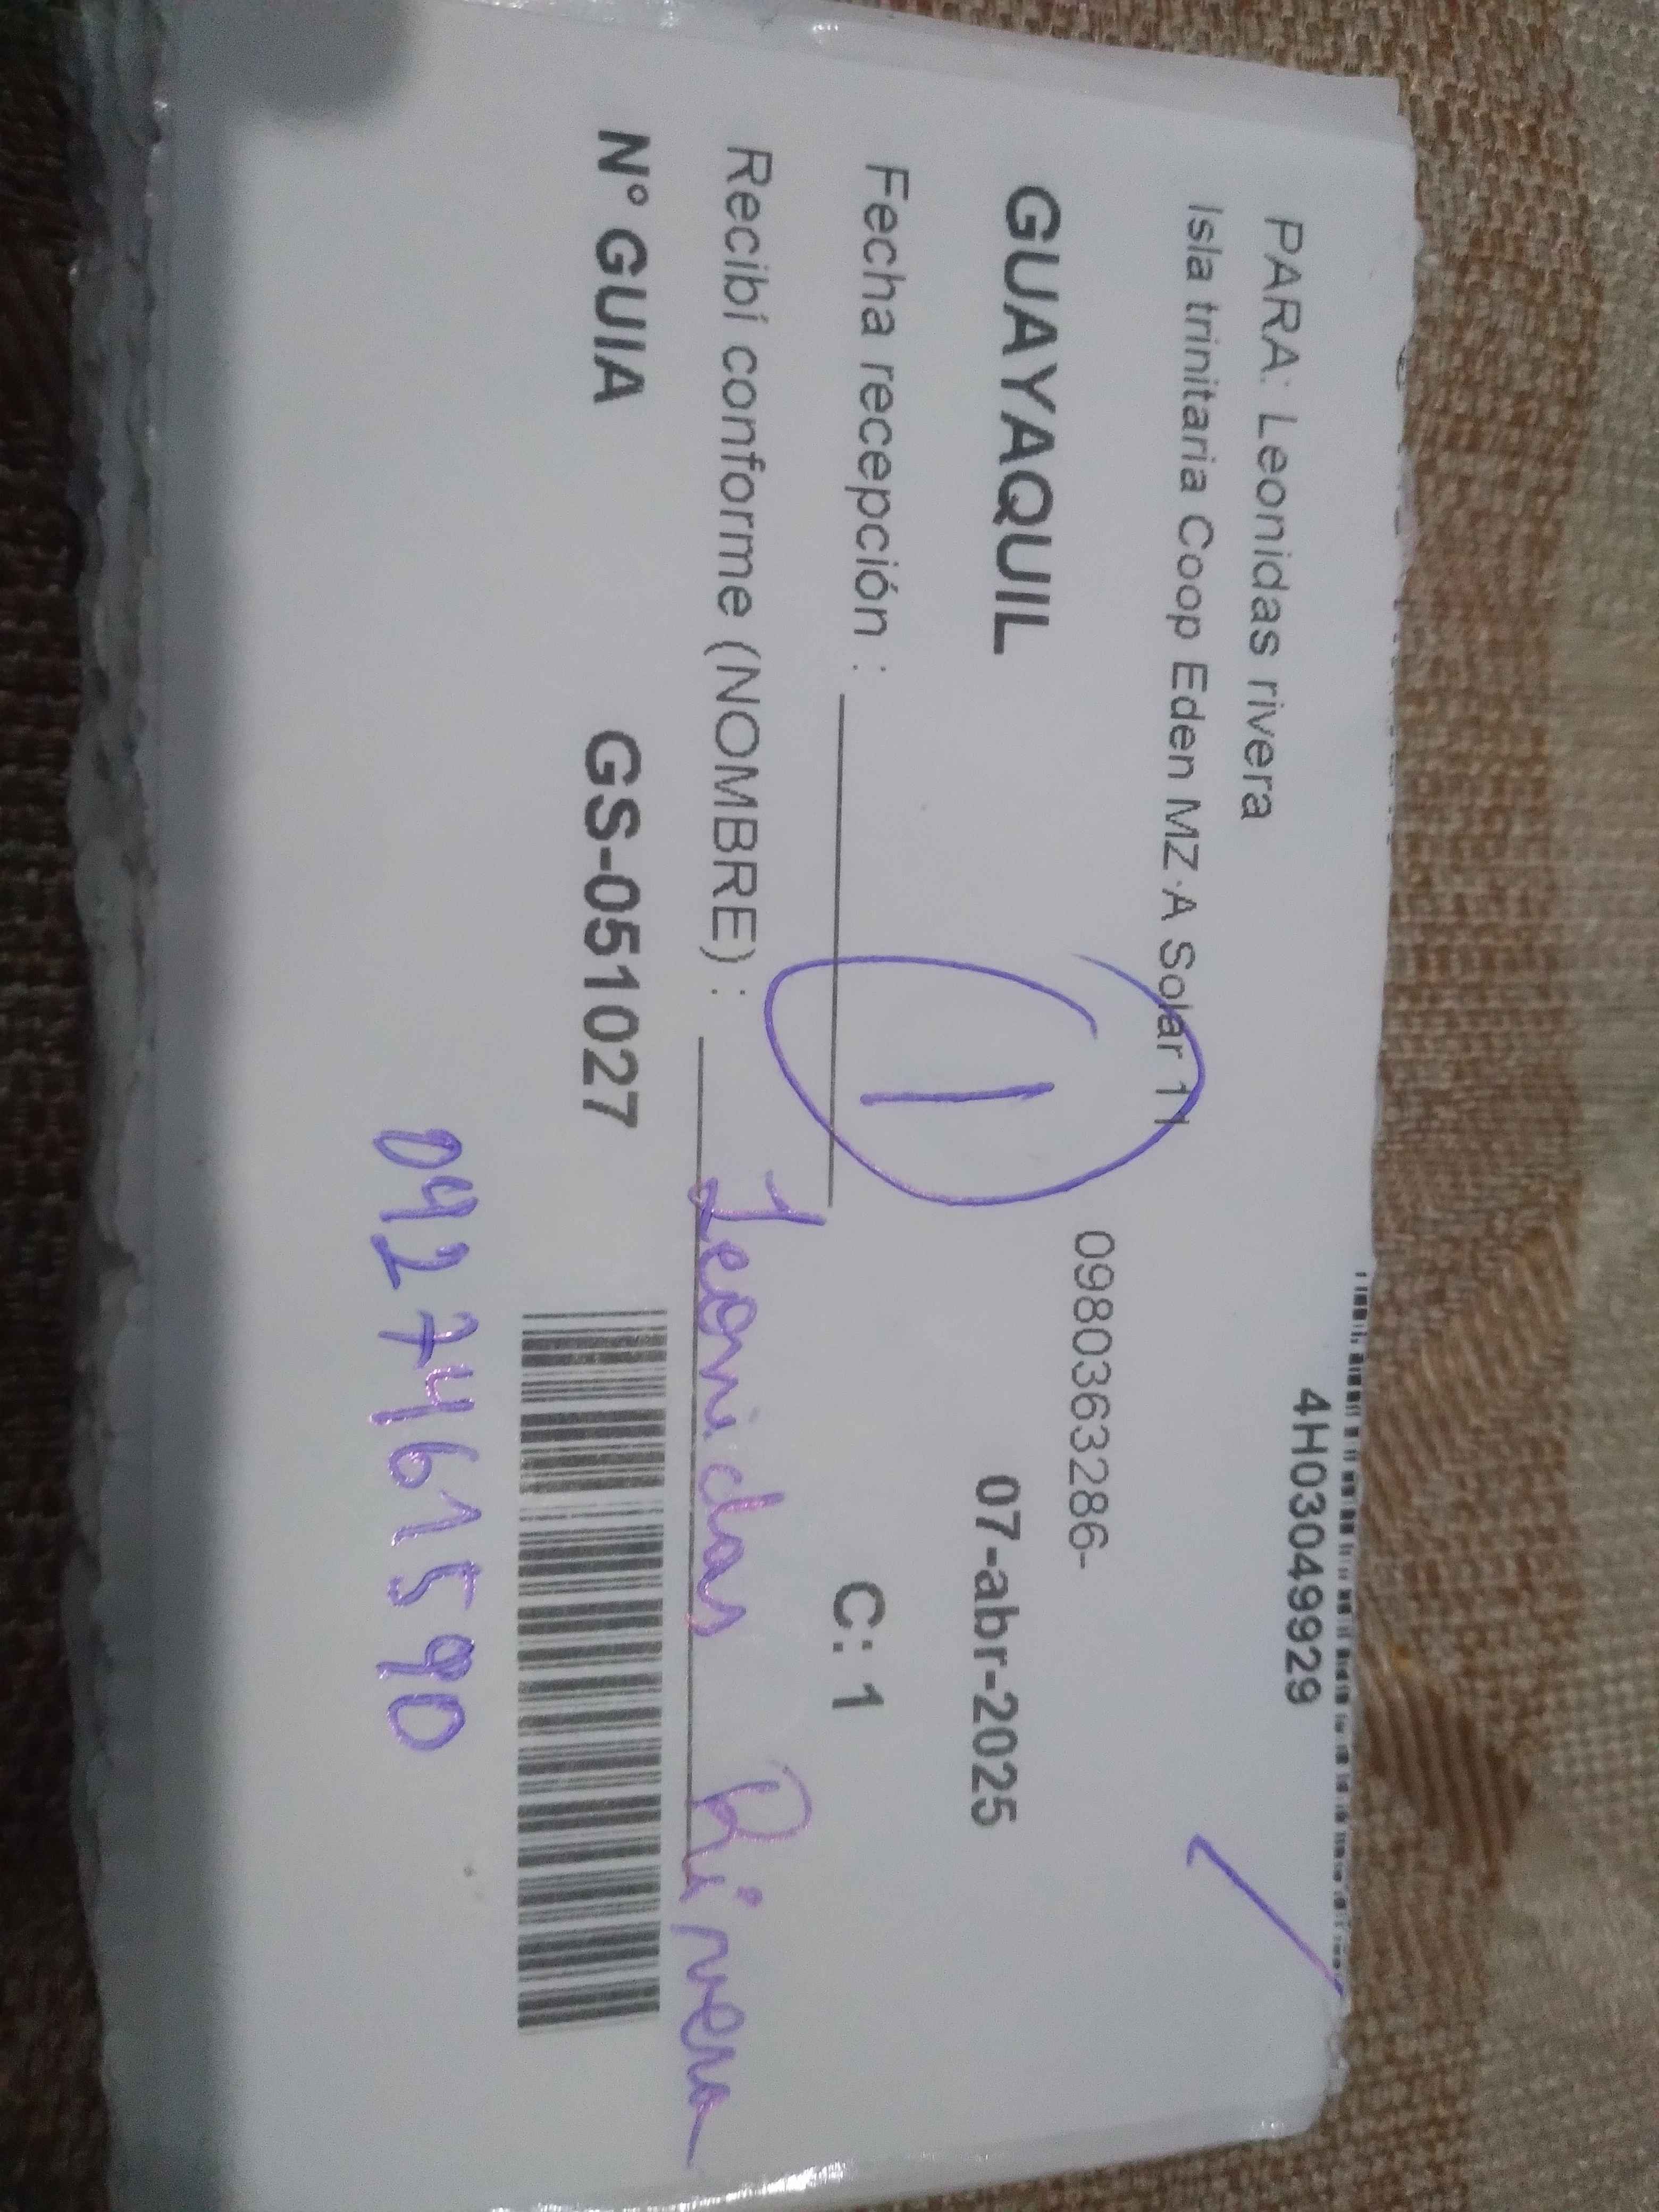 4H03049929
PARA: Leonidas rivera
Isla trinitaria Coop Eden MZ·A Solar 11
0980363286-
GUAYAQUIL
07-abr-2025
1
Fecha recepción :
C: 1
Recibí conforme (NOMBRE) : Leonidas Rivera
N° GUIA GS-051027
0927461590